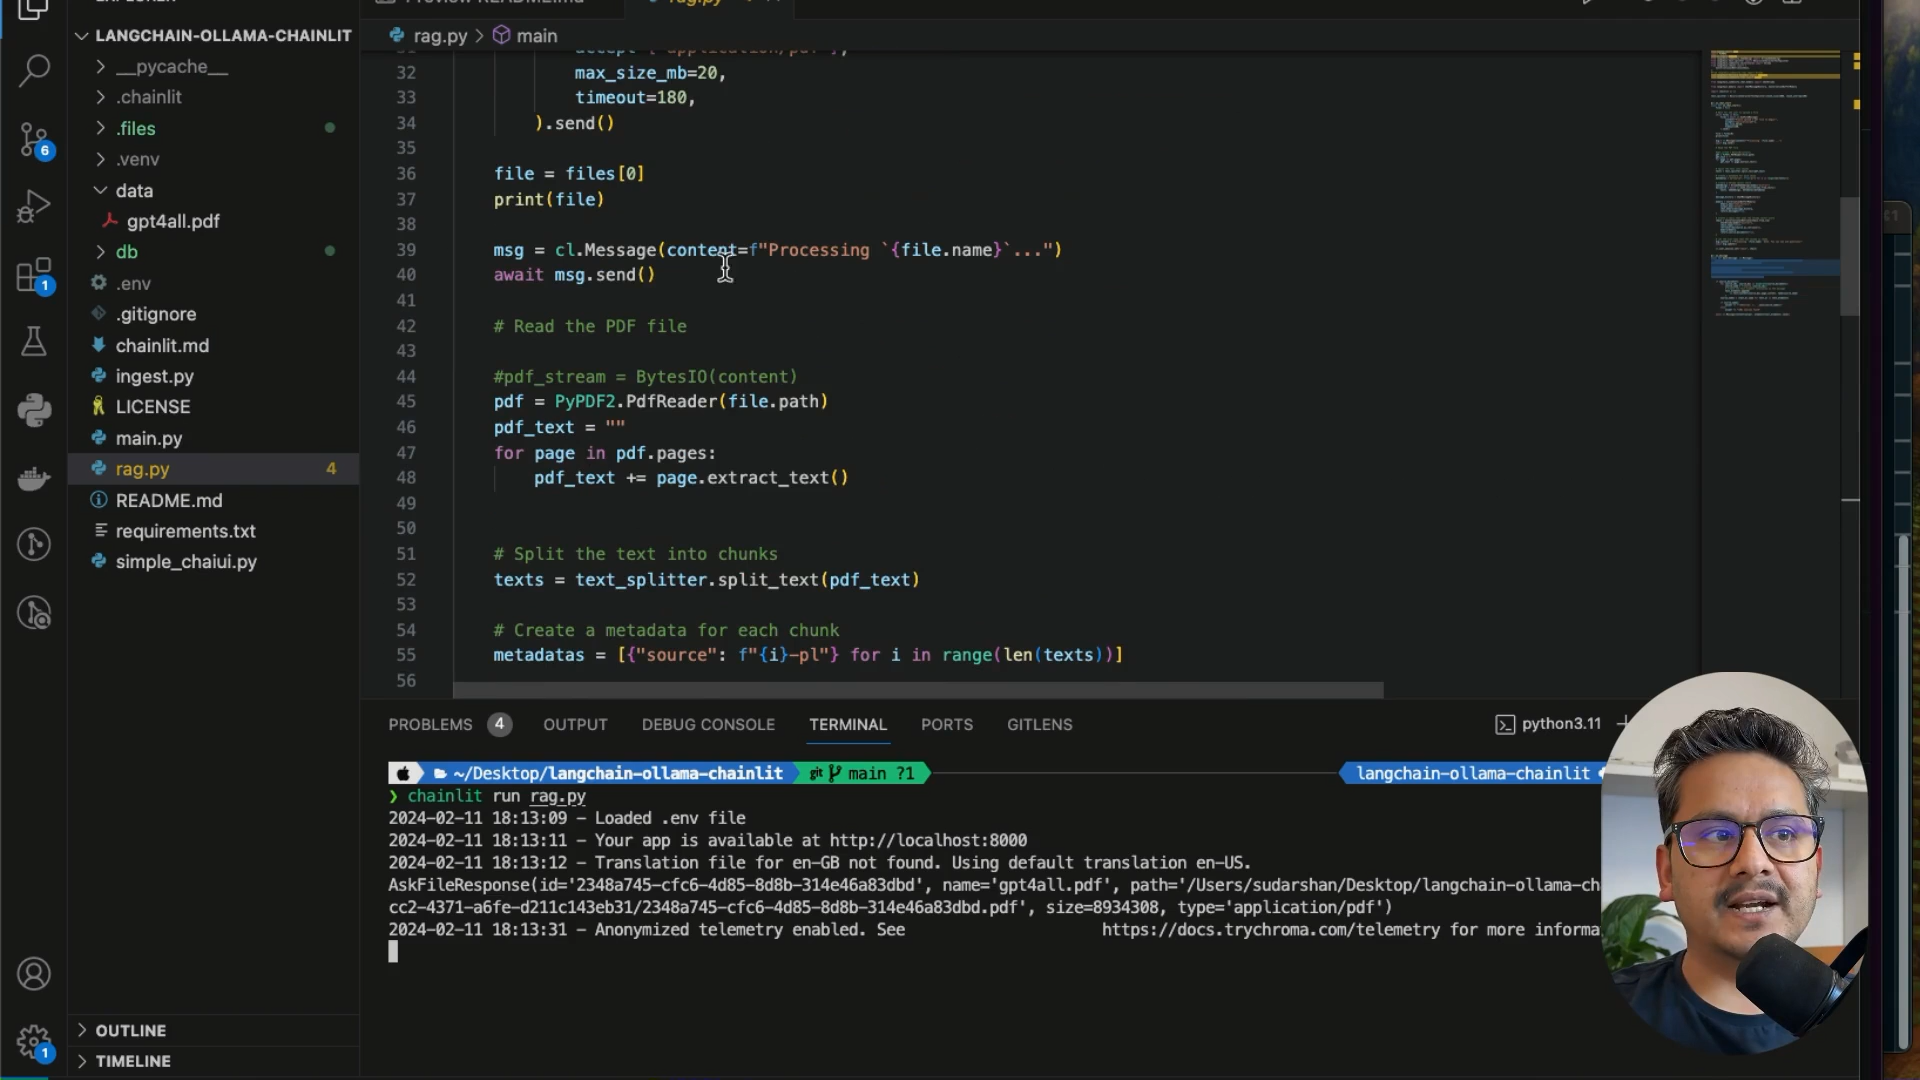 EXPLORER
Preview README.md
rag.py
LANGCHAIN-OLLAMA-CHAINLIT
rag.py > main
__pycache__
.chainlit
.files
.venv
data
gpt4all.pdf
db
.env
.gitignore
chainlit.md
ingest.py
LICENSE
main.py
rag.py 4
README.md
requirements.txt
simple_chaiui.py
OUTLINE
TIMELINE
6
1
1
32 max_size_mb=20,
33 timeout=180,
34 ).send()
35
36 file = files[0]
37 print(file)
38
39 msg = cl.Message(content=f"Processing `{file.name}`...")
40 await msg.send()
41
42 # Read the PDF file
43
44 #pdf_stream = BytesIO(content)
45 pdf = PyPDF2.PdfReader(file.path)
46 pdf_text = ""
47 for page in pdf.pages:
48 pdf_text += page.extract_text()
49
50
51 # Split the text into chunks
52 texts = text_splitter.split_text(pdf_text)
53
54 # Create a metadata for each chunk
55 metadatas = [{"source": f"{i}-pl"} for i in range(len(texts))]
56
PROBLEMS 4 OUTPUT DEBUG CONSOLE TERMINAL PORTS GITLENS python3.11
~/Desktop/langchain-ollama-chainlit git main ?1 langchain-ollama-chainlit
❯ chainlit run rag.py
2024-02-11 18:13:09 - Loaded .env file
2024-02-11 18:13:11 - Your app is available at http://localhost:8000
2024-02-11 18:13:12 - Translation file for en-GB not found. Using default translation en-US.
AskFileResponse(id='2348a745-cfc6-4d85-8d8b-314e46a83dbd', name='gpt4all.pdf', path='/Users/sudarshan/Desktop/langchain-ollama-ch
cc2-4371-a6fe-d211c143eb31/2348a745-cfc6-4d85-8d8b-314e46a83dbd.pdf', size=8934308, type='application/pdf')
2024-02-11 18:13:31 - Anonymized telemetry enabled. See https://docs.trychroma.com/telemetry for more informa